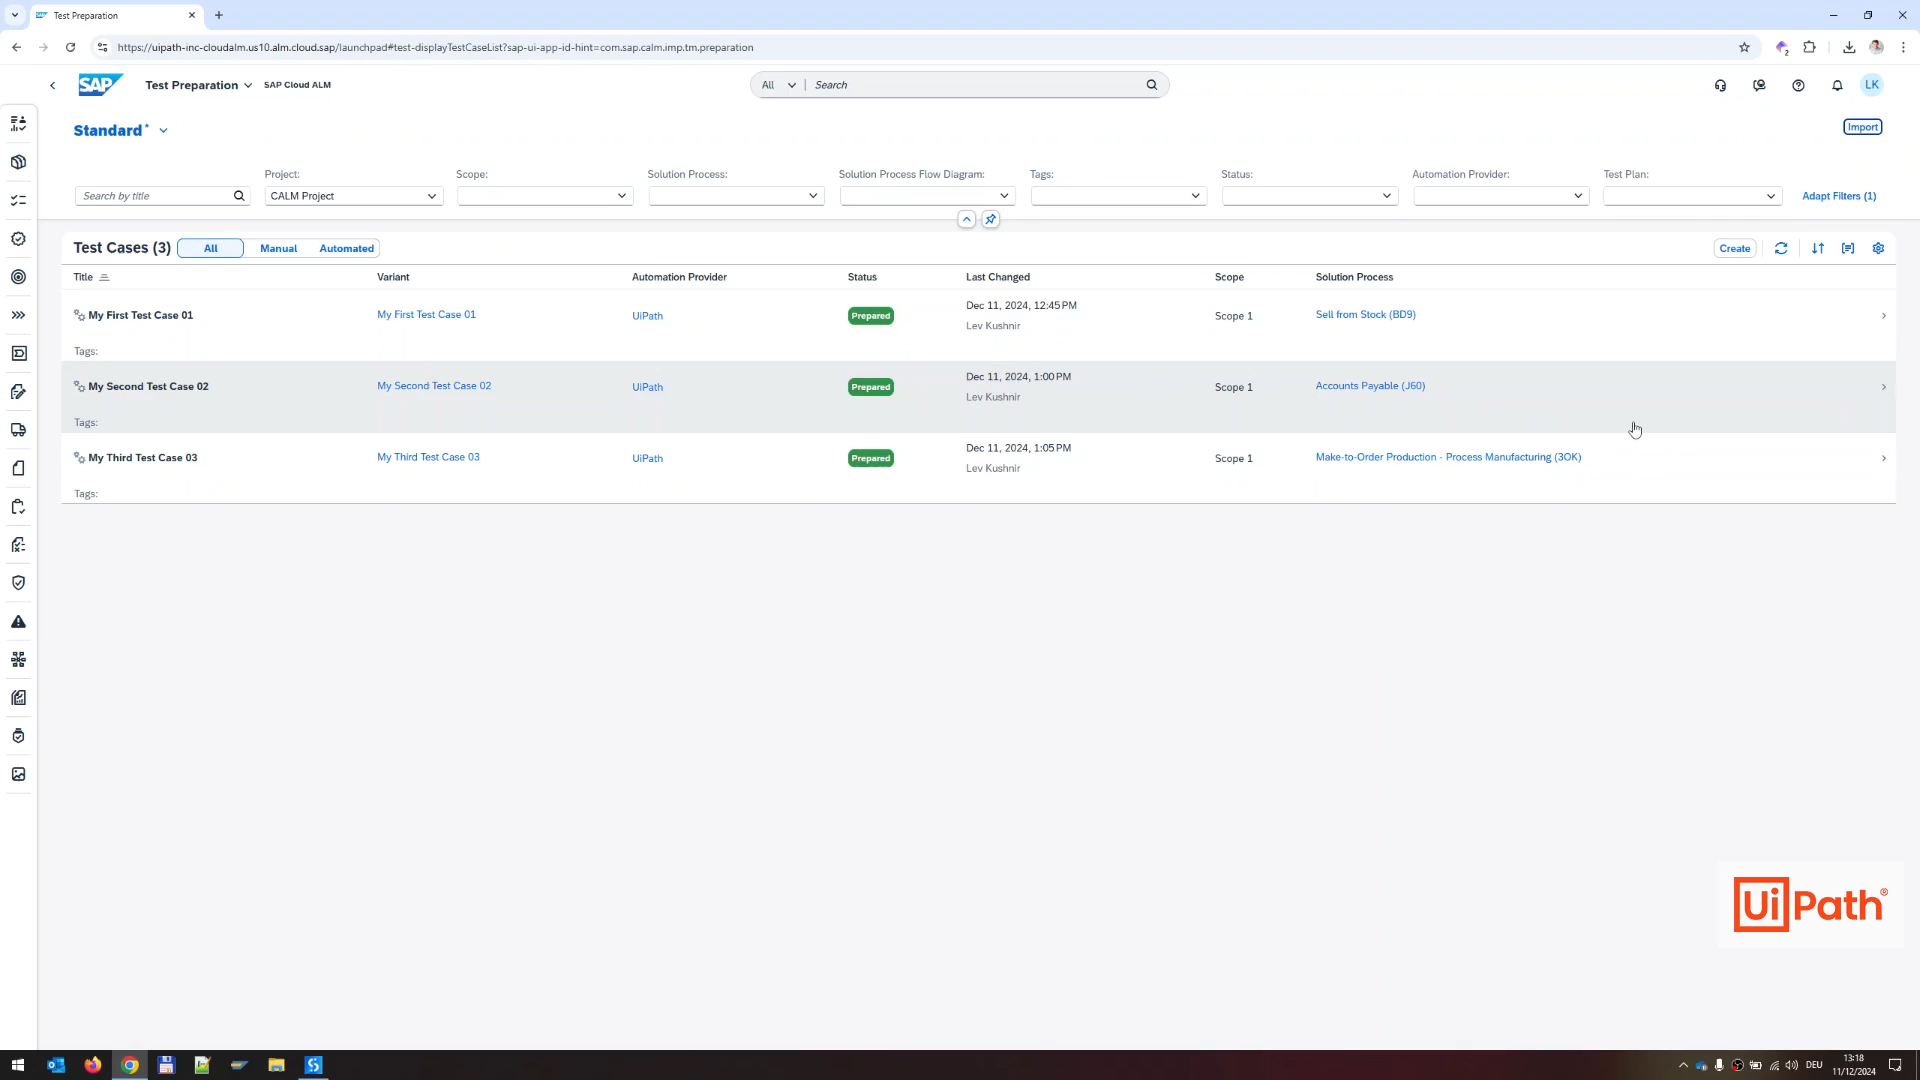 Test Preparation
https://uipath-inc-cloudalm.us10.alm.cloud.sap/launchpad#test-displayTestCaseList?sap-ui-app-id-hint=com.sap.calm.imp.tm.preparation
2
SAP Test Preparation SAP Cloud ALM All Search LK
Standard * Import
Project: Scope: Solution Process: Solution Process Flow Diagram: Tags: Status: Automation Provider: Test Plan:
Search by title CALM Project Adapt Filters (1)
Test Cases (3) All Manual Automated Create
Title Variant Automation Provider Status Last Changed Scope Solution Process
My First Test Case 01 My First Test Case 01 UiPath Prepared Dec 11, 2024, 12:45 PM Scope 1 Sell from Stock (BD9)
Lev Kushnir
Tags:
My Second Test Case 02 My Second Test Case 02 UiPath Prepared Dec 11, 2024, 1:00 PM Scope 1 Accounts Payable (J60)
Lev Kushnir
Tags:
My Third Test Case 03 My Third Test Case 03 UiPath Prepared Dec 11, 2024, 1:05 PM Scope 1 Make-to-Order Production - Process Manufacturing (3OK)
Lev Kushnir
Tags:
UiPath®
DEU 13:18
11/12/2024